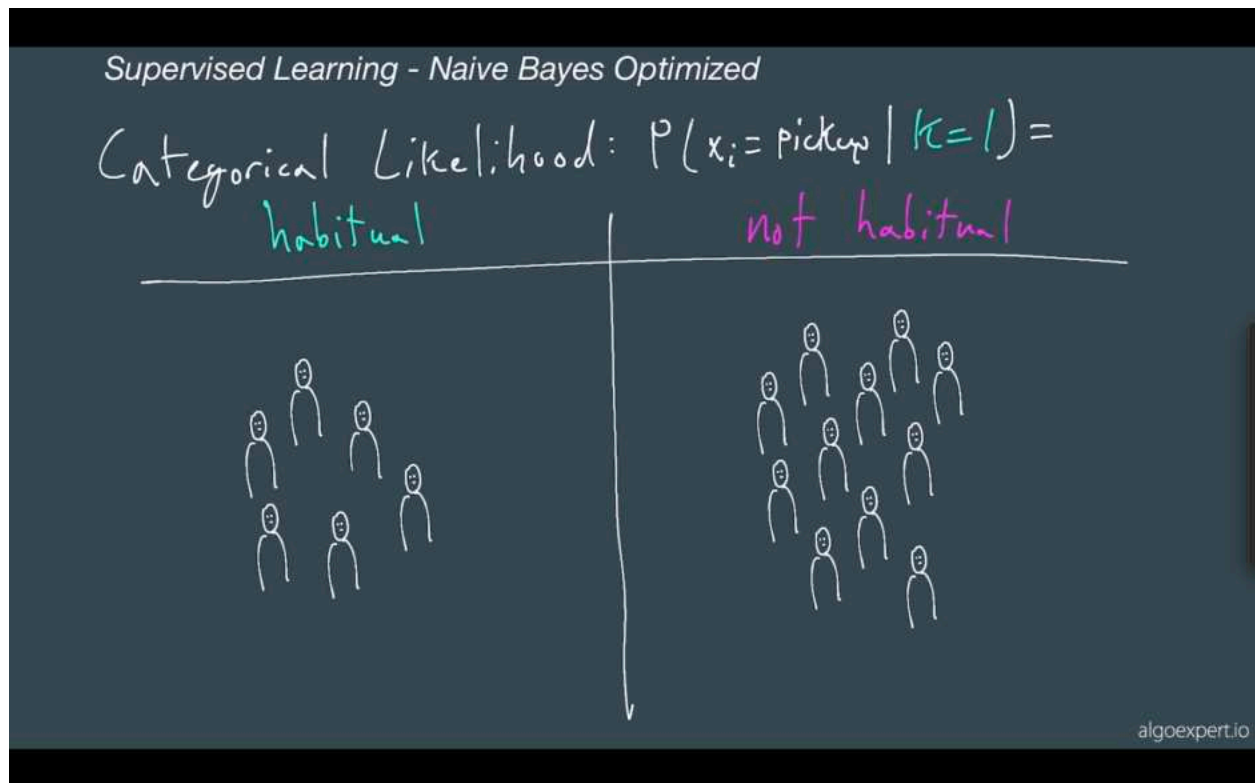 Supervised Learning - Naive Bayes Optimized
Categorical Likelihood: P(xi = pickup | K=1) =
habitual
not habitual
algoexpert.io